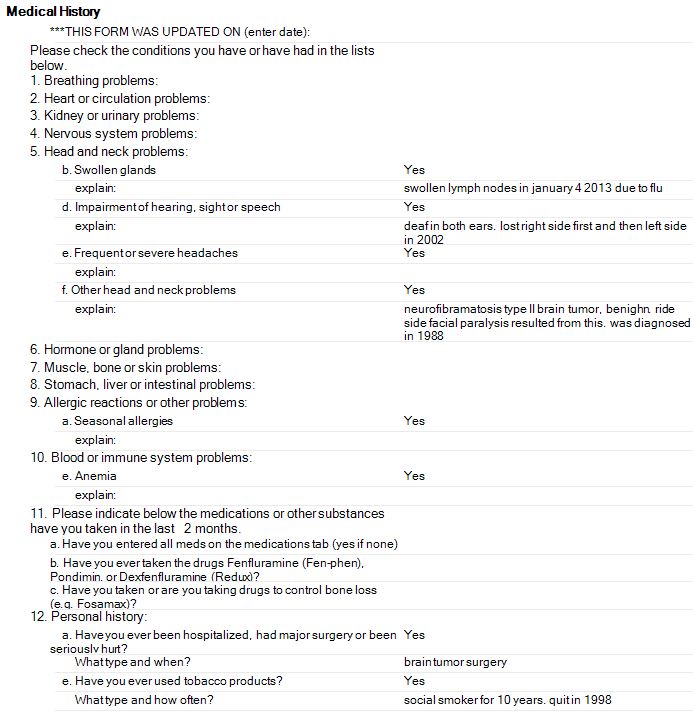 Medical History
***THIS FORM WAS UPDATED ON (enter date):
Please check the conditions you have or have had in the lists
below.
1. Breathing problems:
2. Heart or circulation problems:
3. Kidney or urinary problems:
4. Nervous system problems:
5. Head and neck problems:
b. Swollen glands Yes
explain: swollen lymph nodes in january 4 2013 due to flu
d. Impairment of hearing, sight or speech Yes
explain: deaf in both ears. lost right side first and then left side
in 2002
e. Frequent or severe headaches Yes
explain:
f. Other head and neck problems Yes
explain: neurofibramatosis type II brain tumor, benighn. ride
side facial paralysis resulted from this. was diagnosed
in 1988
6. Hormone or gland problems:
7. Muscle, bone or skin problems:
8. Stomach, liver or intestinal problems:
9. Allergic reactions or other problems:
a. Seasonal allergies Yes
explain:
10. Blood or immune system problems:
e. Anemia Yes
explain:
11. Please indicate below the medications or other substances
have you taken in the last 2 months.
a. Have you entered all meds on the medications tab (yes if none)
b. Have you ever taken the drugs Fenfluramine (Fen-phen),
Pondimin, or Dexfenfluramine (Redux)?
c. Have you taken or are you taking drugs to control bone loss
(e.g. Fosamax)?
12. Personal history:
a. Have you ever been hospitalized, had major surgery or been Yes
seriously hurt?
What type and when? brain tumor surgery
e. Have you ever used tobacco products? Yes
What type and how often? social smoker for 10 years. quit in 1998